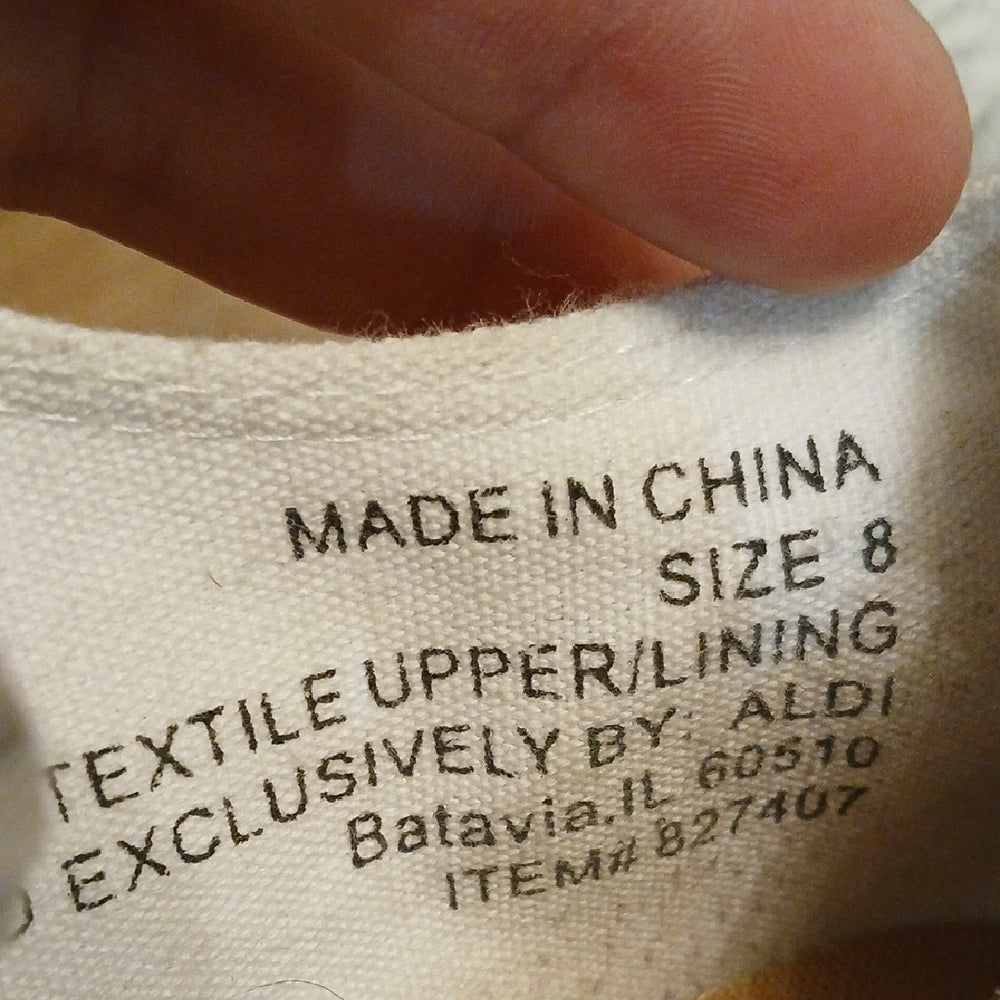 MADE IN CHINA
SIZE 8
TEXTILE UPPER/LINING
EXCLUSIVELY BY: ALDI
Batavia.IL 60510
ITEM# 827407